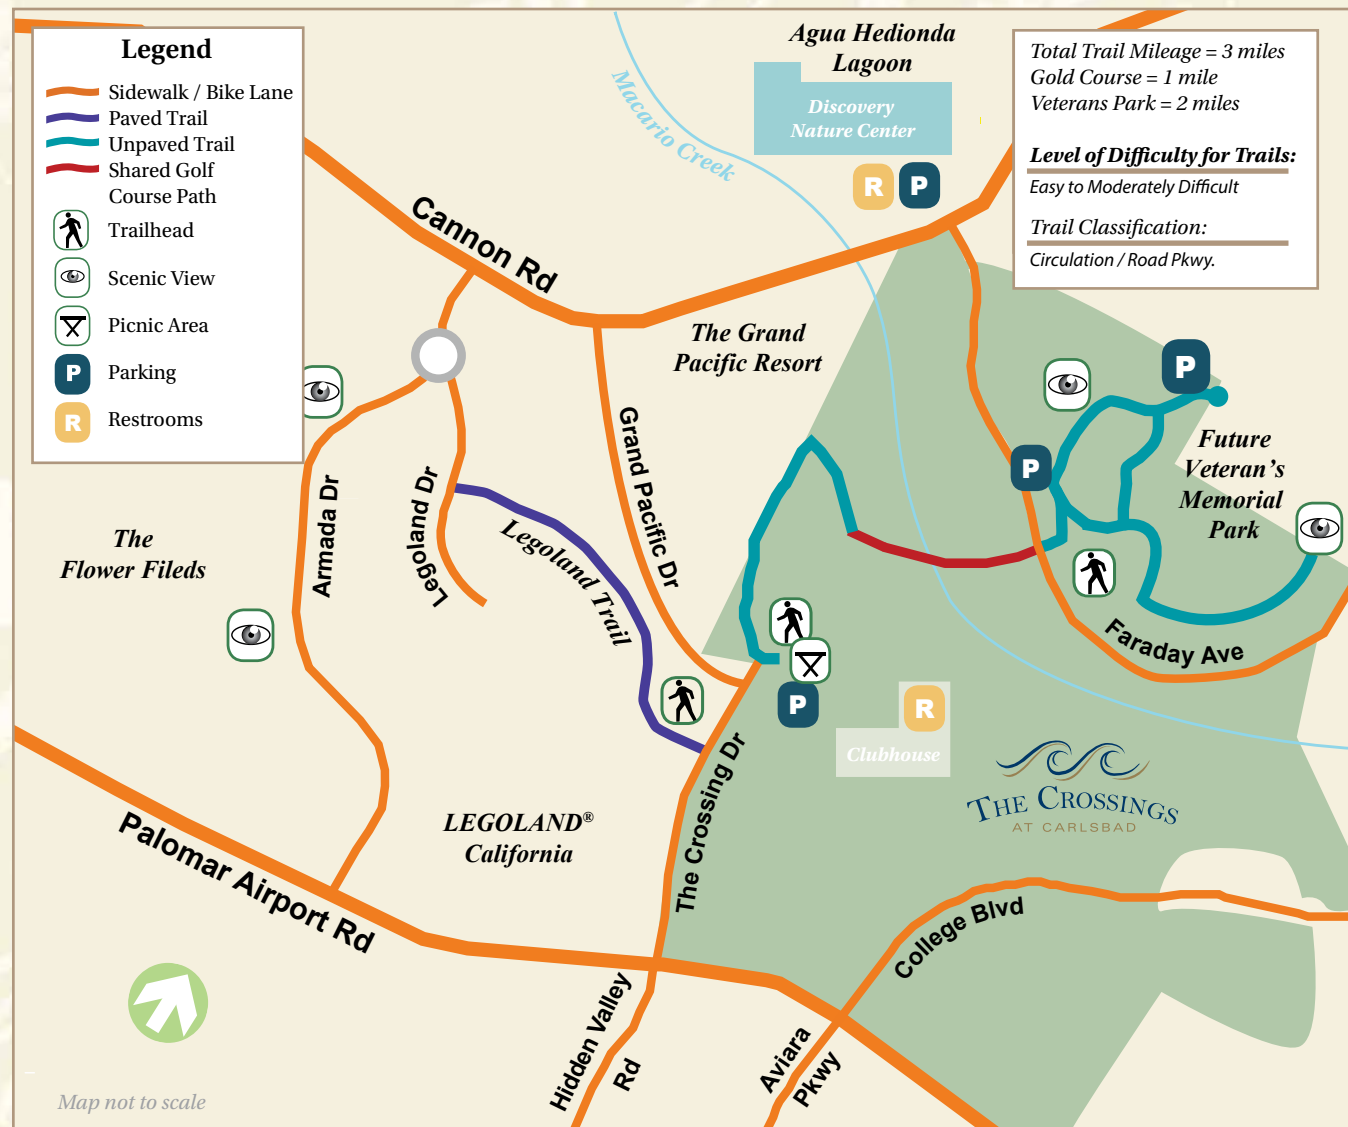 Legend
Sidewalk / Bike Lane
Paved Trail
Unpaved Trail
Shared Golf
Course Path
Trailhead
Scenic View
Picnic Area
P Parking
R Restrooms
Agua Hedionda
Lagoon
Discovery
Nature Center
R P
Macario Creek
Total Trail Mileage = 3 miles
Gold Course = 1 mile
Veterans Park = 2 miles
Level of Difficulty for Trails:
Easy to Moderately Difficult
Trail Classification:
Circulation / Road Pkwy.
Cannon Rd
The Grand
Pacific Resort
P
P
Future
Veteran's
Memorial
Park
Grand Pacific Dr
Armada Dr
Legoland Dr
Legoland Trail
The
Flower Fileds
Faraday Ave
P
R
Clubhouse
The Crossing Dr
THE CROSSINGS
AT CARLSBAD
LEGOLAND®
California
Palomar Airport Rd
College Blvd
Hidden Valley
Rd
Aviara
Pkwy
Map not to scale